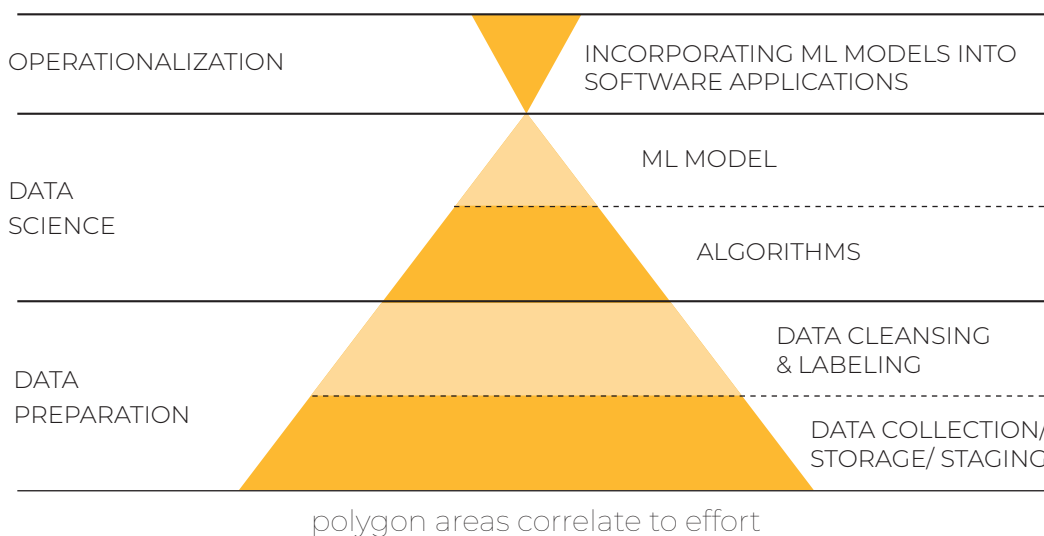 OPERATIONALIZATION
INCORPORATING ML MODELS INTO
SOFTWARE APPLICATIONS
DATA
SCIENCE
ML MODEL
ALGORITHMS
DATA
PREPARATION
DATA CLEANSING
& LABELING
DATA COLLECTION/
STORAGE/ STAGING
polygon areas correlate to effort